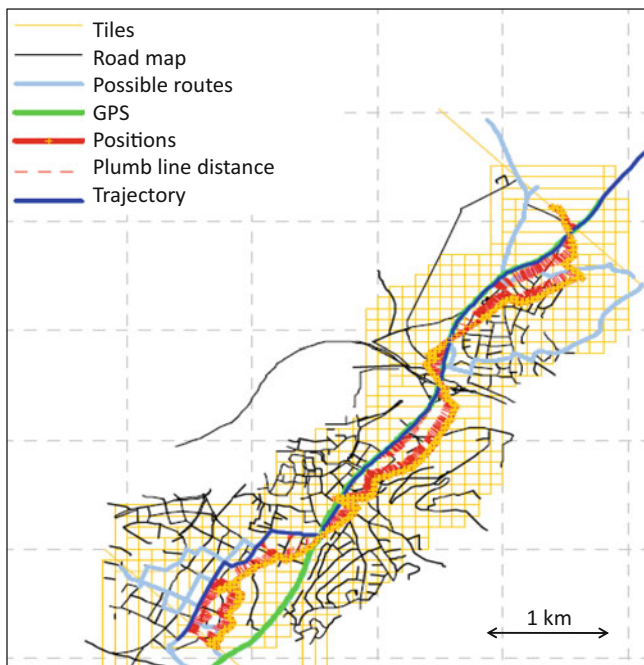 Tiles
Road map
Possible routes
GPS
Positions
Plumb line distance
Trajectory
1 km